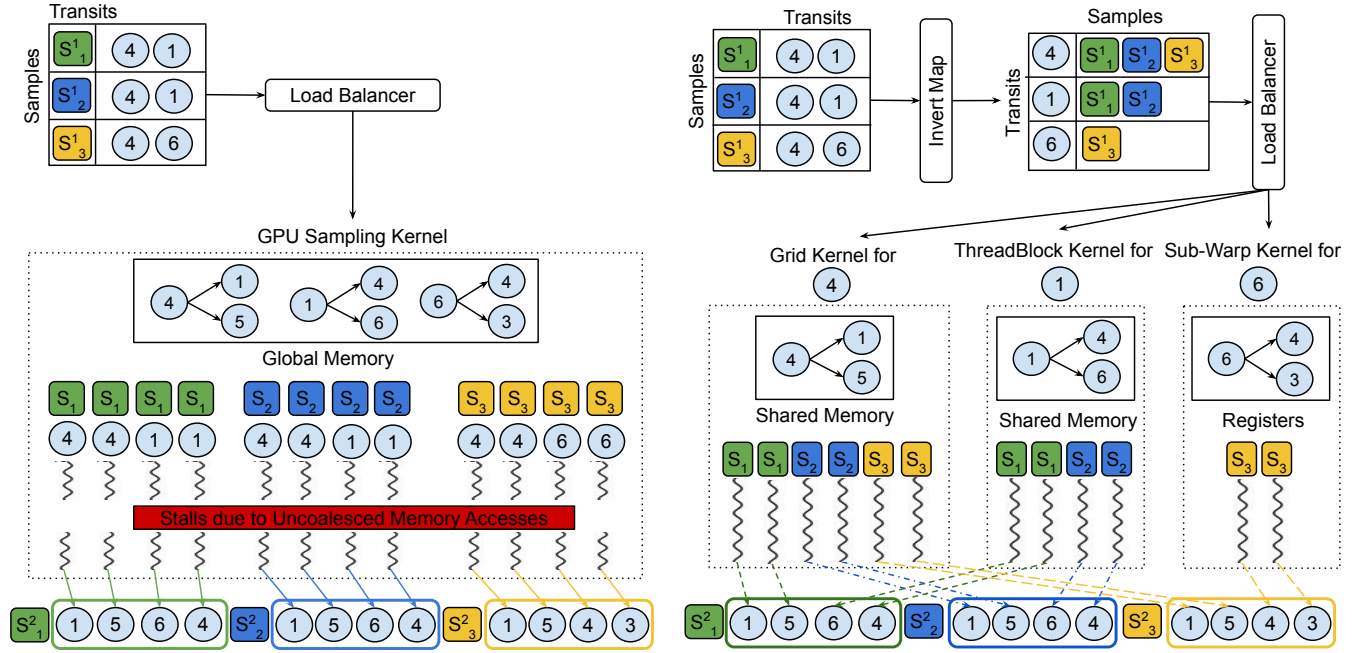 Transits
Samples
S¹₁ 4 1
S¹₂ 4 1
S¹₃ 4 6
Load Balancer
GPU Sampling Kernel
4 1 5
1 4 6
6 4 3
Global Memory
S₁ S₁ S₁ S₁ S₂ S₂ S₂ S₂ S₃ S₃ S₃ S₃
4 4 1 1 4 4 1 1 4 4 6 6
Stalls due to Uncoalesced Memory Accesses
S²₁ 1 5 6 4 S²₂ 1 5 6 4 S²₃ 1 5 4 3
Transits
Samples
S¹₁ 4 1
S¹₂ 4 1
S¹₃ 4 6
Invert Map
Samples
Transits
4 S¹₁ S¹₂ S¹₃
1 S¹₁ S¹₂
6 S¹₃
Load Balancer
Grid Kernel for
4
4 1 5
Shared Memory
S₁ S₁ S₂ S₂ S₃ S₃
ThreadBlock Kernel for
1
1 4 6
Shared Memory
S₁ S₁ S₂ S₂
Sub-Warp Kernel for
6
6 4 3
Registers
S₃ S₃
S²₁ 1 5 6 4 S²₂ 1 5 6 4 S²₃ 1 5 4 3